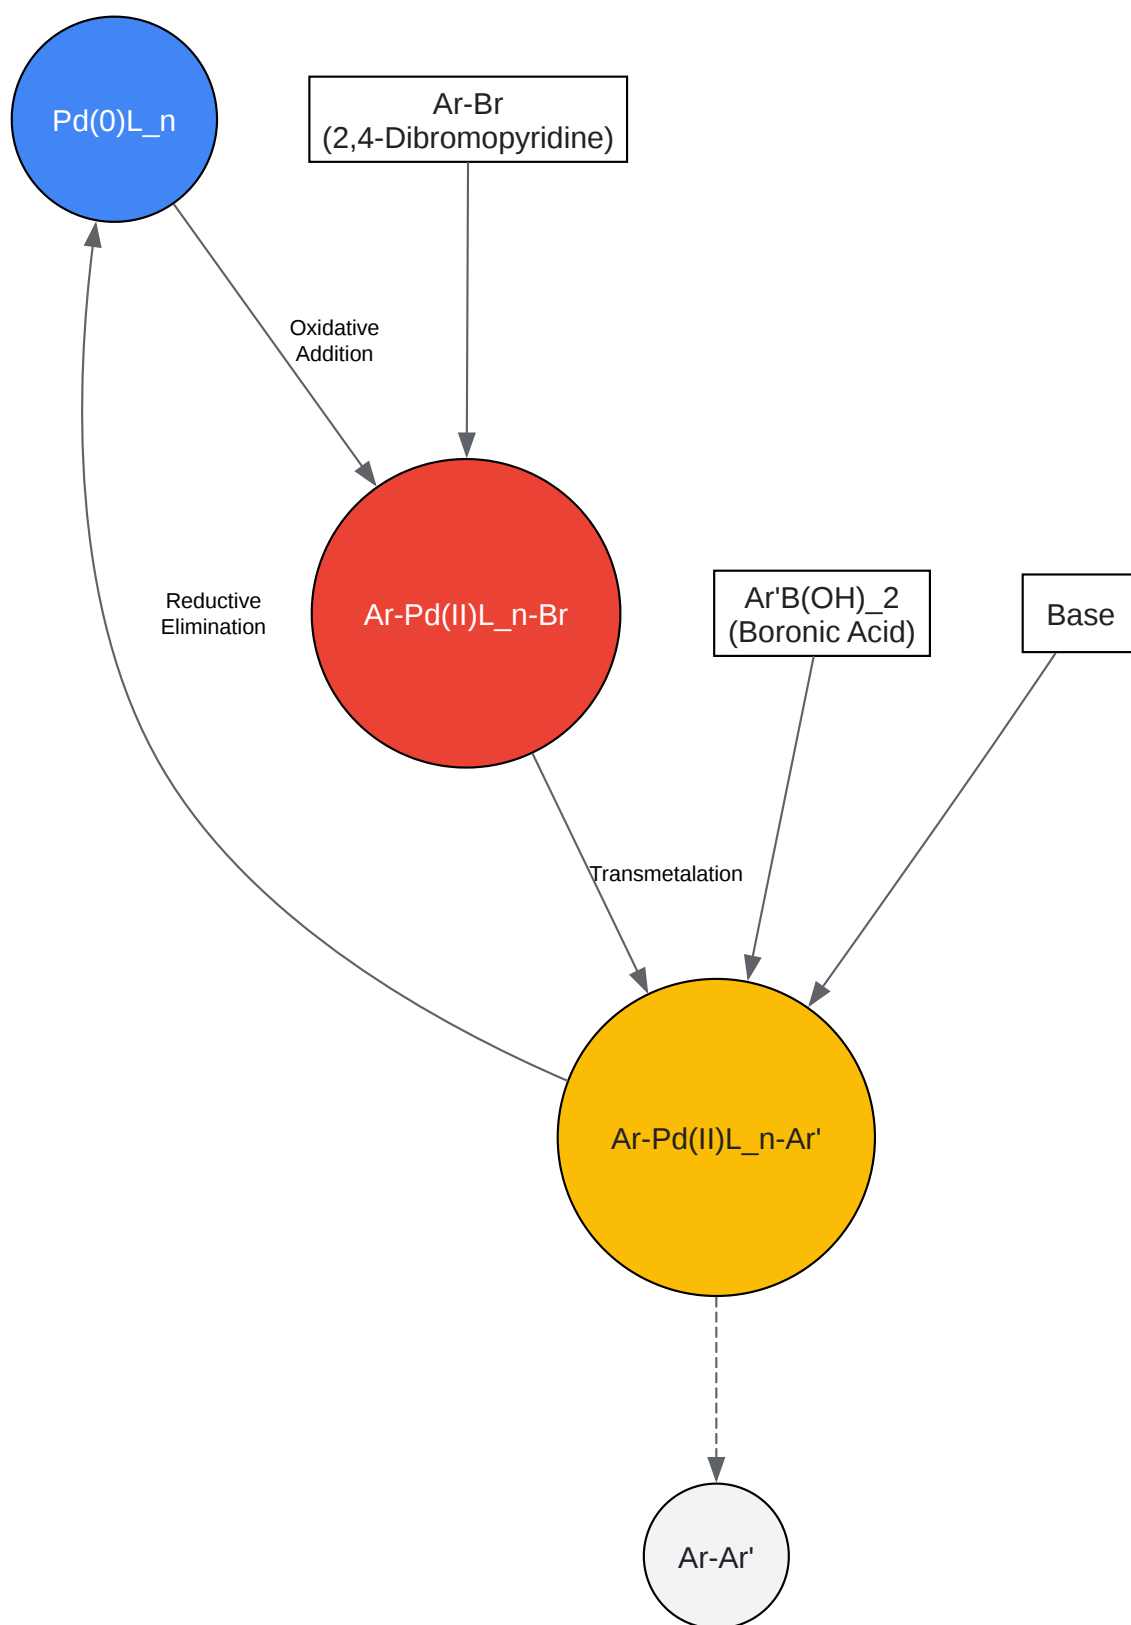 Pd(0)L_n
Ar-Br
(2,4-Dibromopyridine)
Oxidative
Addition
Reductive
Elimination
Ar-Pd(II)L_n-Br
Ar'B(OH)_2
(Boronic Acid)
Base
Transmetalation
Ar-Pd(II)L_n-Ar'
Ar-Ar'